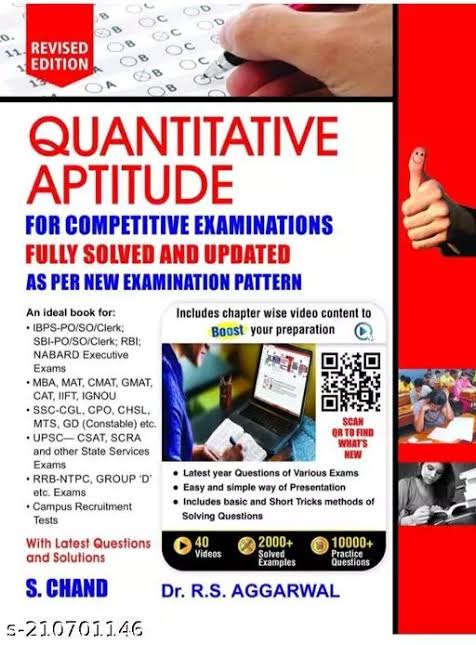 REVISED
EDITION
QUANTITATIVE
APTITUDE
FOR COMPETITIVE EXAMINATIONS
FULLY SOLVED AND UPDATED
AS PER NEW EXAMINATION PATTERN
An ideal book for:
• IBPS-PO/SO/Clerk;
SBI-PO/SO/Clerk; RBI;
NABARD Executive
Exams
• MBA, MAT, CMAT, GMAT,
CAT, IIFT, IGNOU
• SSC-CGL, CPO, CHSL,
MTS, GD (Constable) etc.
• UPSC— CSAT, SCRA
and other State Services
Exams
• RRB-NTPC, GROUP 'D'
etc. Exams
• Campus Recruitment
Tests
With Latest Questions
and Solutions
Includes chapter wise video content to
Boost your preparation
SCAN
QR TO FIND
WHAT'S
NEW
• Latest year Questions of Various Exams
• Easy and simple way of Presentation
• Includes basic and Short Tricks methods of
Solving Questions
40
Videos
2000+
Solved
Examples
10000+
Practice
Questions
S. CHAND
Dr. R.S. AGGARWAL
s-210701146